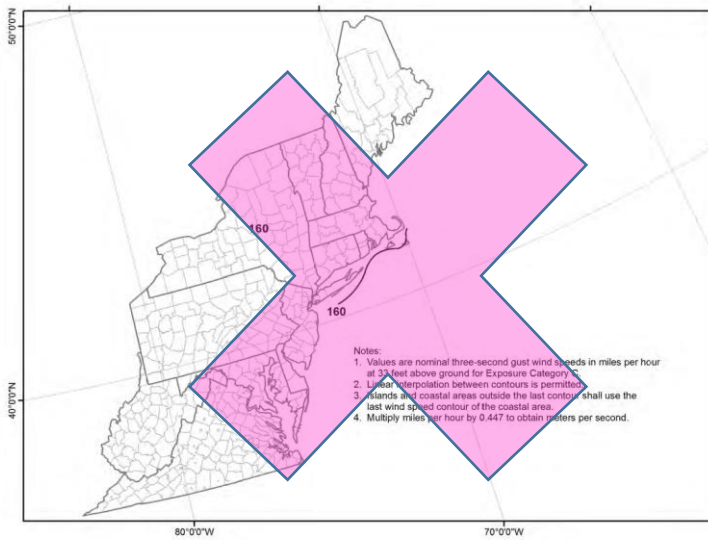 50°0'0"N
160
160
Notes:
1. Values are nominal three-second gust wind speeds in miles per hour
at 33 feet above ground for Exposure Category C.
2. Linear interpolation between contours is permitted.
3. Islands and coastal areas outside the last contour shall use the
last wind speed contour of the coastal area.
4. Multiply miles per hour by 0.447 to obtain meters per second.
40°0'0"N
80°0'0"W
70°0'0"W